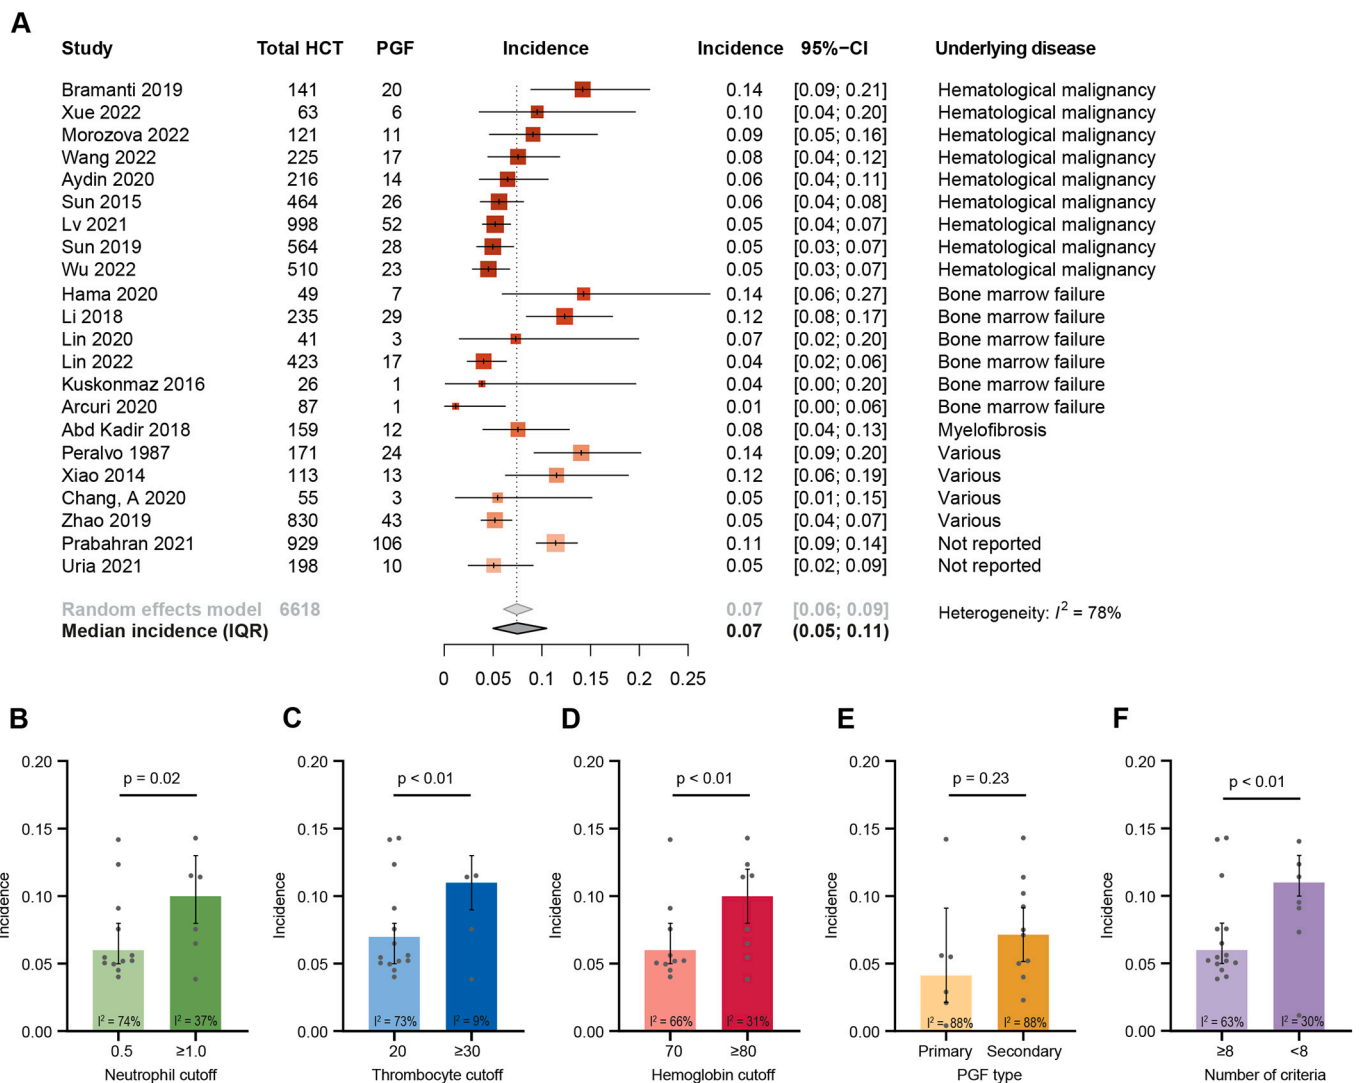 A
Study Total HCT PGF Incidence Incidence 95%−CI Underlying disease
Bramanti 2019 141 20 0.14 [0.09; 0.21] Hematological malignancy
Xue 2022 63 6 0.10 [0.04; 0.20] Hematological malignancy
Morozova 2022 121 11 0.09 [0.05; 0.16] Hematological malignancy
Wang 2022 225 17 0.08 [0.04; 0.12] Hematological malignancy
Aydin 2020 216 14 0.06 [0.04; 0.11] Hematological malignancy
Sun 2015 464 26 0.06 [0.04; 0.08] Hematological malignancy
Lv 2021 998 52 0.05 [0.04; 0.07] Hematological malignancy
Sun 2019 564 28 0.05 [0.03; 0.07] Hematological malignancy
Wu 2022 510 23 0.05 [0.03; 0.07] Hematological malignancy
Hama 2020 49 7 0.14 [0.06; 0.27] Bone marrow failure
Li 2018 235 29 0.12 [0.08; 0.17] Bone marrow failure
Lin 2020 41 3 0.07 [0.02; 0.20] Bone marrow failure
Lin 2022 423 17 0.04 [0.02; 0.06] Bone marrow failure
Kuskonmaz 2016 26 1 0.04 [0.00; 0.20] Bone marrow failure
Arcuri 2020 87 1 0.01 [0.00; 0.06] Bone marrow failure
Abd Kadir 2018 159 12 0.08 [0.04; 0.13] Myelofibrosis
Peralvo 1987 171 24 0.14 [0.09; 0.20] Various
Xiao 2014 113 13 0.12 [0.06; 0.19] Various
Chang, A 2020 55 3 0.05 [0.01; 0.15] Various
Zhao 2019 830 43 0.05 [0.04; 0.07] Various
Prabahran 2021 929 106 0.11 [0.09; 0.14] Not reported
Uria 2021 198 10 0.05 [0.02; 0.09] Not reported
Random effects model 6618 0.07 [0.06; 0.09] Heterogeneity: I² = 78%
Median incidence (IQR) 0.07 (0.05; 0.11)
0 0.05 0.1 0.15 0.2 0.25
B
Incidence
0.20
0.15
0.10
0.05
0.00
p = 0.02
I² = 74% I² = 37%
0.5 ≥1.0
Neutrophil cutoff
C
Incidence
0.20
0.15
0.10
0.05
0.00
p < 0.01
I² = 73% I² = 9%
20 ≥30
Thrombocyte cutoff
D
Incidence
0.20
0.15
0.10
0.05
0.00
p < 0.01
I² = 66% I² = 31%
70 ≥80
Hemoglobin cutoff
E
Incidence
0.20
0.15
0.10
0.05
0.00
p = 0.23
I² = 88% I² = 88%
Primary Secondary
PGF type
F
Incidence
0.20
0.15
0.10
0.05
0.00
p < 0.01
I² = 63% I² = 30%
≥8 <8
Number of criteria